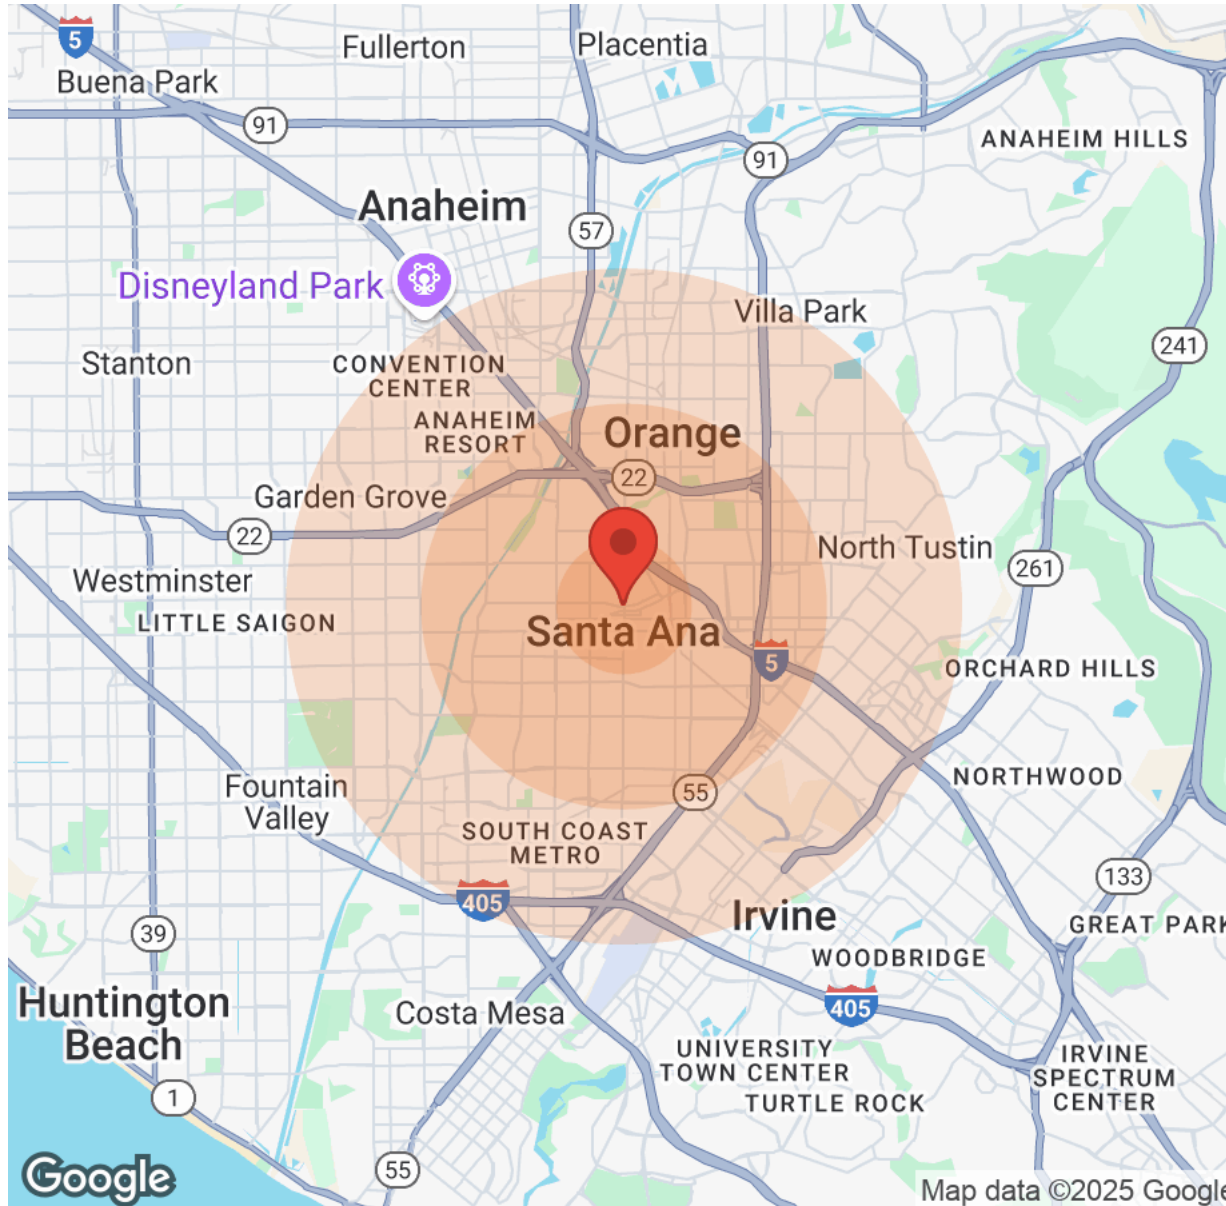 5
Fullerton
Placentia
Buena Park
91
ANAHEIM HILLS
91
Anaheim
57
Disneyland Park
Villa Park
241
Stanton
CONVENTION
CENTER
ANAHEIM
RESORT
Orange
22
Garden Grove
22
North Tustin
261
Westminster
LITTLE SAIGON
Santa Ana
5
ORCHARD HILLS
Fountain
Valley
55
NORTHWOOD
SOUTH COAST
METRO
133
405
Irvine
GREAT PARK
39
WOODBRIDGE
Huntington
Beach
Costa Mesa
405
UNIVERSITY
TOWN CENTER
IRVINE
SPECTRUM
CENTER
TURTLE ROCK
1
55
Google
Map data ©2025 Google